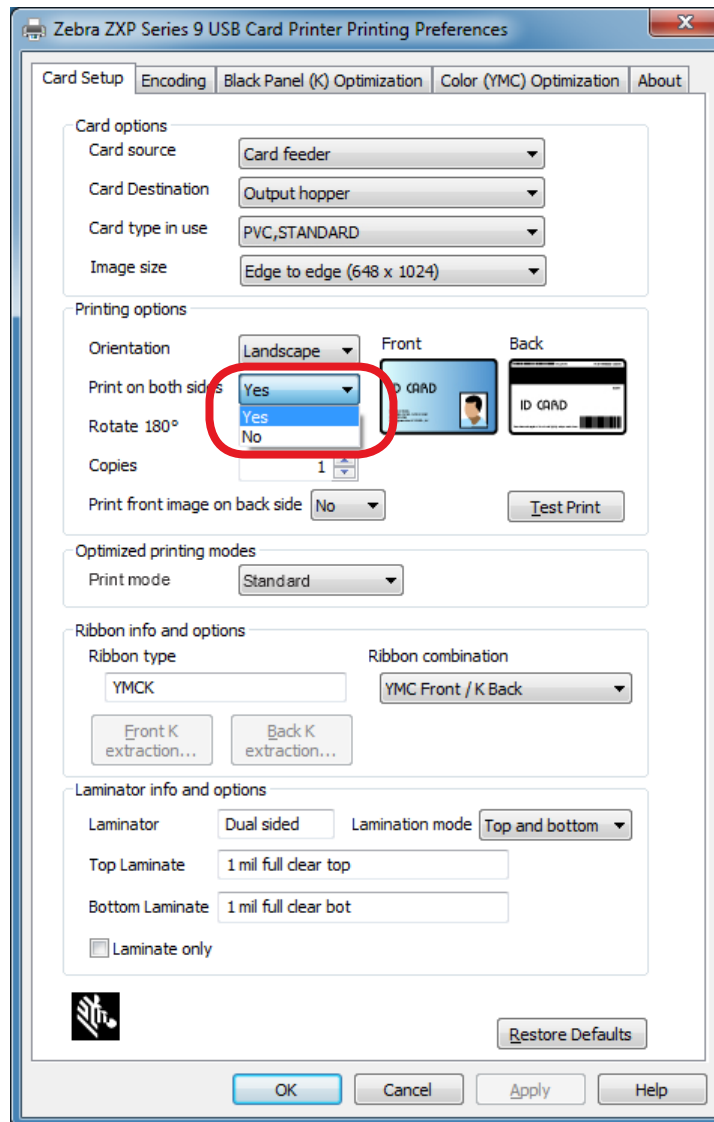 Zebra ZXP Series 9 USB Card Printer Printing Preferences
Card Setup Encoding Black Panel (K) Optimization Color (YMC) Optimization About
Card options
Card source Card feeder
Card Destination Output hopper
Card type in use PVC,STANDARD
Image size Edge to edge (648 x 1024)
Printing options
Orientation Landscape Front Back
Print on both sides Yes
ID CARD
ID CARD
Yes
Rotate 180°
No
Copies 1
Print front image on back side No Test Print
Optimized printing modes
Print mode Standard
Ribbon info and options
Ribbon type Ribbon combination
YMCK YMC Front / K Back
Front K extraction... Back K extraction...
Laminator info and options
Laminator Dual sided Lamination mode Top and bottom
Top Laminate 1 mil full clear top
Bottom Laminate 1 mil full clear bot
Laminate only
Restore Defaults
OK Cancel Apply Help